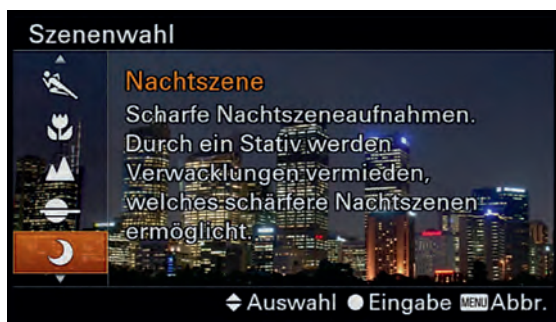 Szenenwahl
Nachtszene
Scharfe Nachtszeneaufnahmen.
Durch ein Stativ werden
Verwacklungen vermieden,
welches schärfere Nachtszenen
ermöglicht.
Auswahl Eingabe MENU Abbr.